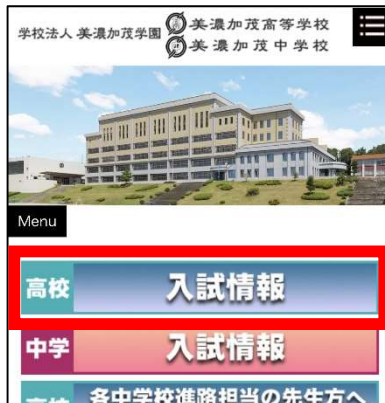 学校法人 美濃加茂学園
美濃加茂高等学校
美濃加茂中学校
Menu
高校 入試情報
中学 入試情報
高校 各中学校進路担当の先生方へ